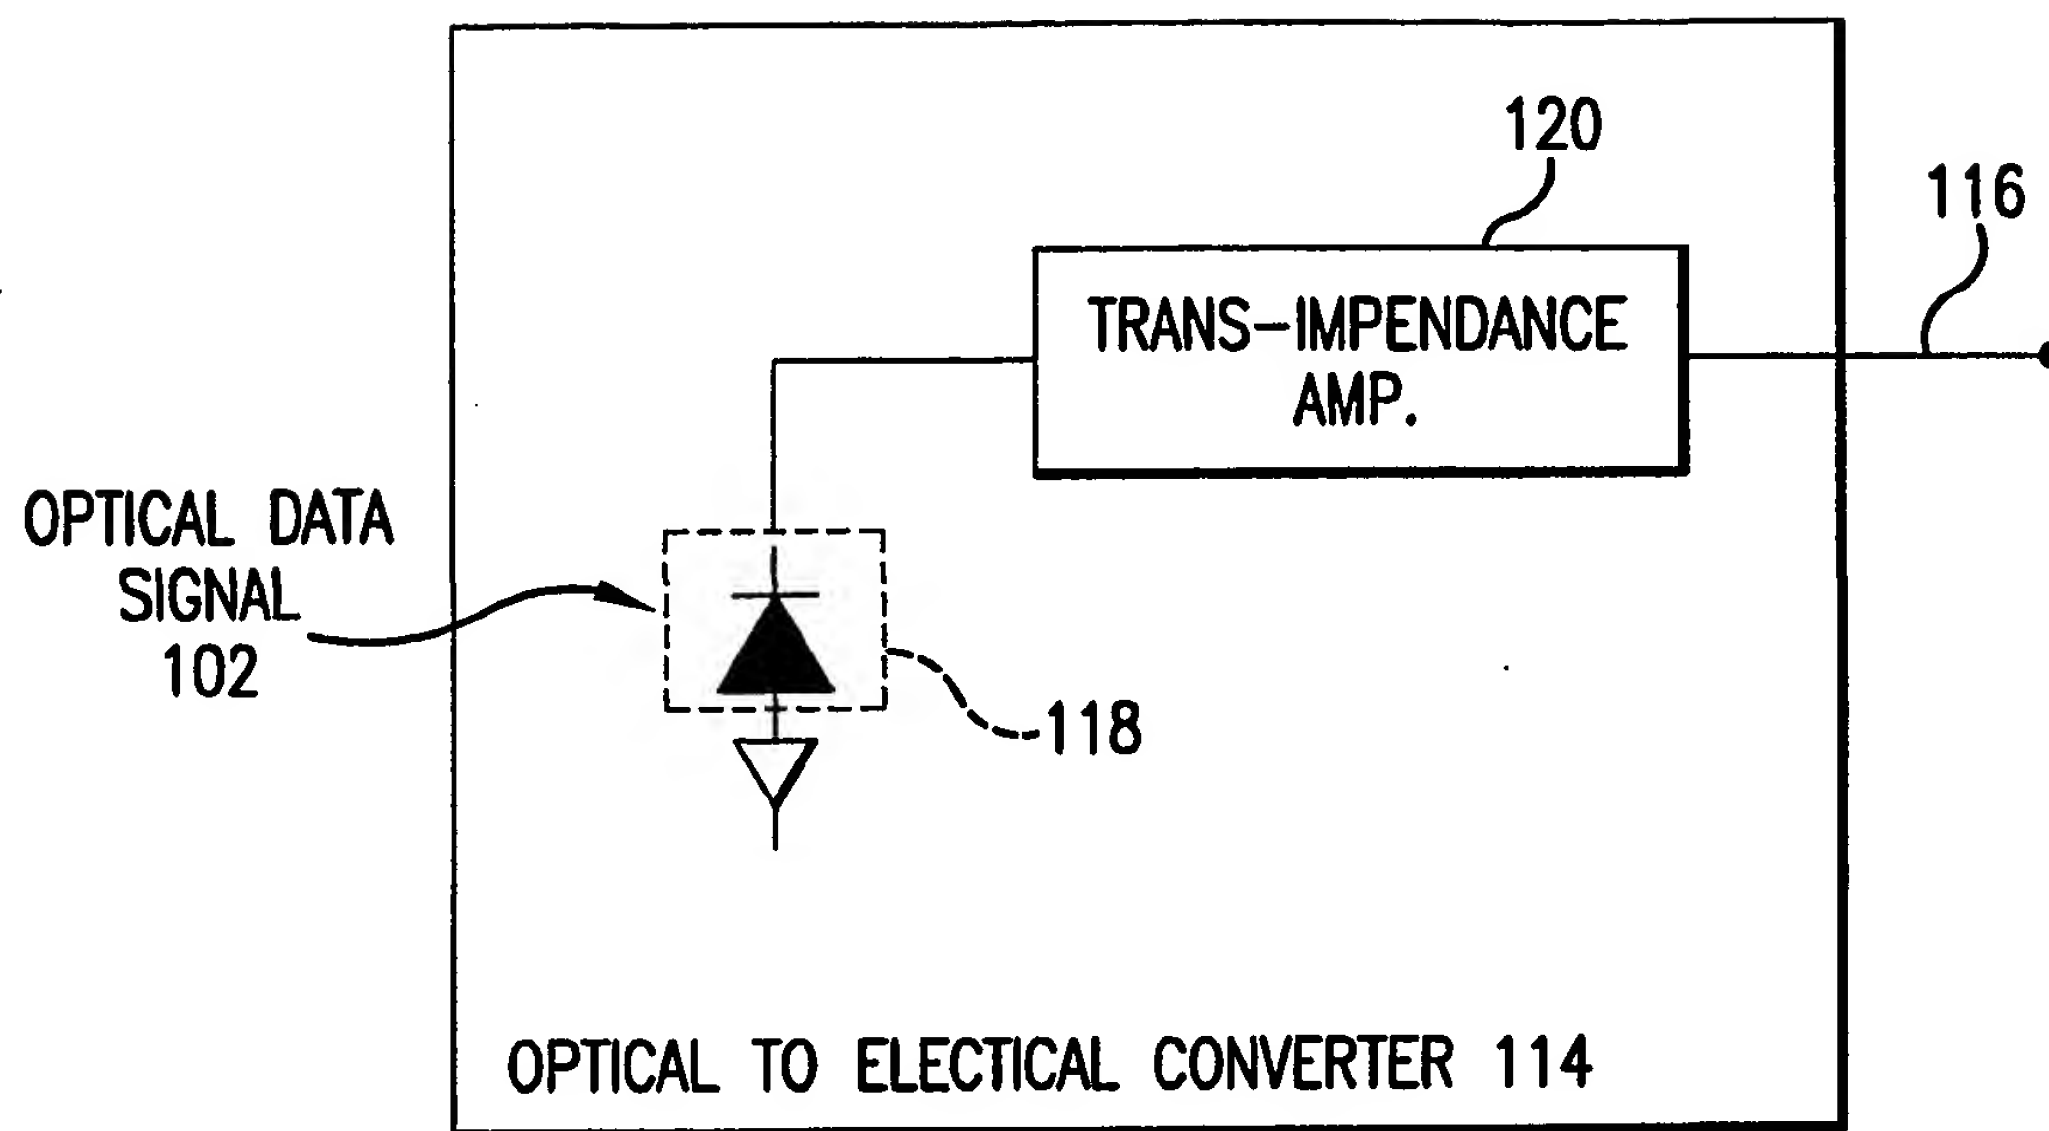 120
116
TRANS-IMPENDANCE
AMP.
OPTICAL DATA
SIGNAL
102
118
OPTICAL TO ELECTICAL CONVERTER 114